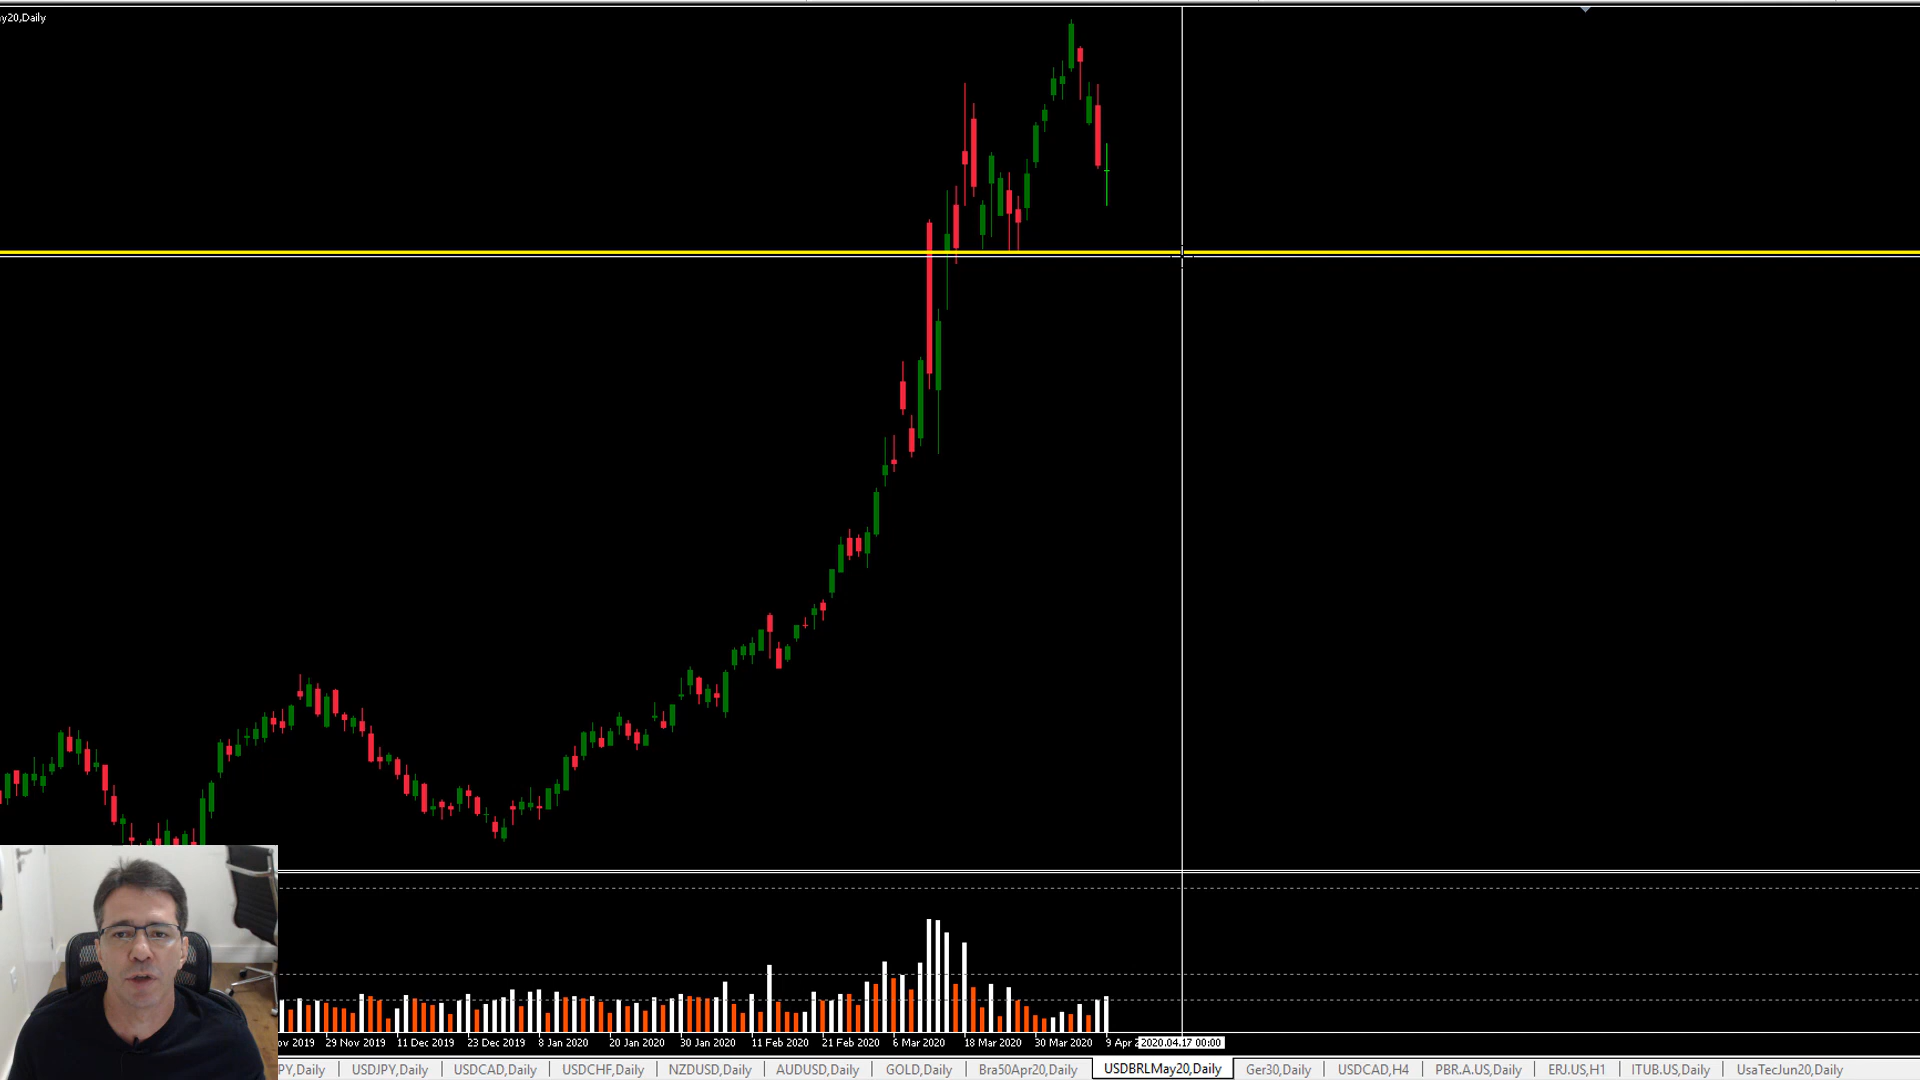 y20,Daily
ov 2019 29 Nov 2019 11 Dec 2019 23 Dec 2019 8 Jan 2020 20 Jan 2020 30 Jan 2020 11 Feb 2020 21 Feb 2020 6 Mar 2020 18 Mar 2020 30 Mar 2020 9 Apr 2020.04.17 00:00
PY,Daily USDJPY,Daily USDCAD,Daily USDCHF,Daily NZDUSD,Daily AUDUSD,Daily GOLD,Daily Bra50Apr20,Daily USDBRLMay20,Daily Ger30,Daily USDCAD,H4 PBR.A.US,Daily ERJ.US,H1 ITUB.US,Daily UsaTecJun20,Daily